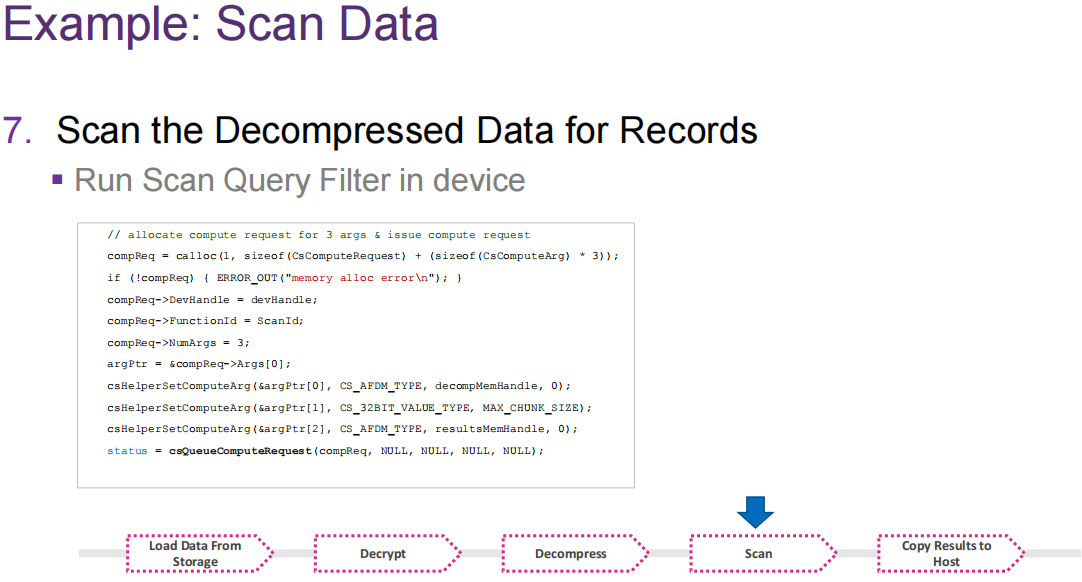 Example: Scan Data
7. Scan the Decompressed Data for Records
▪ Run Scan Query Filter in device
// allocate compute request for 3 args & issue compute request
compReq = calloc(1, sizeof(CsComputeRequest) + (sizeof(CsComputeArg) * 3));
if (!compReq) { ERROR_OUT("memory alloc error\n"); }
compReq->DevHandle = devHandle;
compReq->FunctionId = ScanId;
compReq->NumArgs = 3;
argPtr = &compReq->Args[0];
csHelperSetComputeArg(&argPtr[0], CS_AFDM_TYPE, decompMemHandle, 0);
csHelperSetComputeArg(&argPtr[1], CS_32BIT_VALUE_TYPE, MAX_CHUNK_SIZE);
csHelperSetComputeArg(&argPtr[2], CS_AFDM_TYPE, resultsMemHandle, 0);
status = csQueueComputeRequest(compReq, NULL, NULL, NULL, NULL);
Load Data From
Storage
Decrypt
Decompress
Scan
Copy Results to
Host